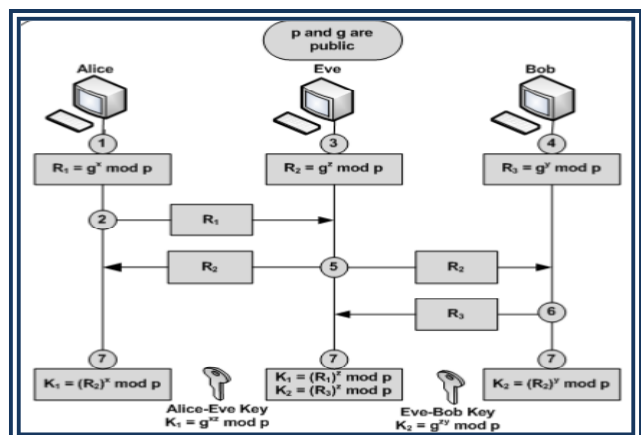 p and g are
public
Alice
Eve
Bob
1
3
4
R₁ = gˣ mod p
R₂ = gᶻ mod p
R₃ = gʸ mod p
2
R₁
R₂
5
R₂
R₃
6
7
7
7
K₁ = (R₂)ˣ mod p
K₁ = (R₁)ᶻ mod p
K₂ = (R₃)ᶻ mod p
K₂ = (R₂)ʸ mod p
Alice-Eve Key
K₁ = gˣᶻ mod p
Eve-Bob Key
K₂ = gᶻʸ mod p